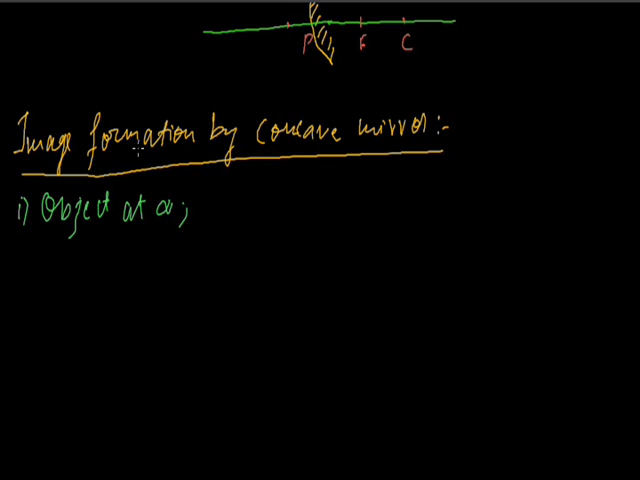 P F C
Image formation by concave mirror:-
i) Object at ∞;